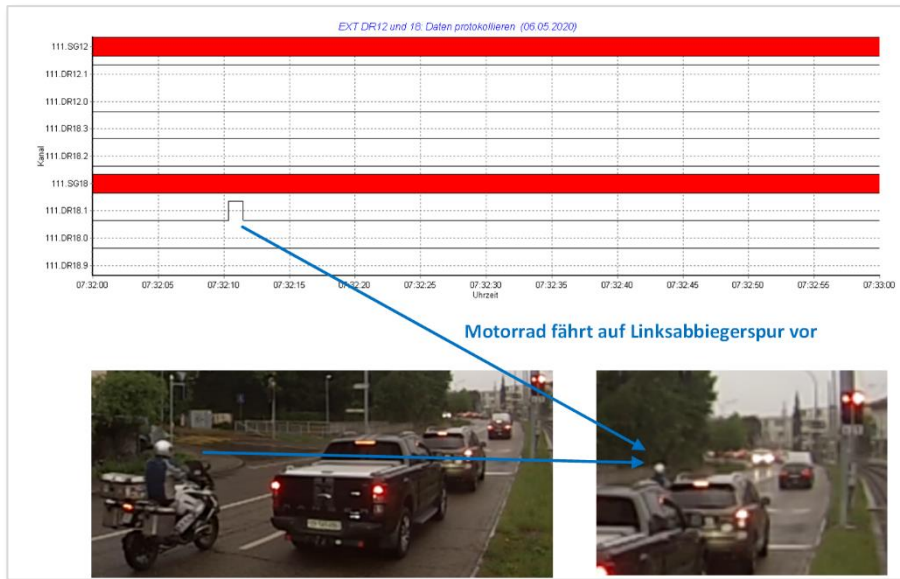 EXT DR12 und 18: Daten protokollieren (06.05.2020)
Kanal
111.SG12
111.DR12.1
111.DR12.0
111.DR18.3
111.DR18.2
111.SG18
111.DR18.1
111.DR18.0
111.DR18.9
07:32:00 07:32:05 07:32:10 07:32:15 07:32:20 07:32:25 07:32:30 07:32:35 07:32:40 07:32:45 07:32:50 07:32:55 07:33:00
Uhrzeit
Motorrad fährt auf Linksabbiegerspur vor